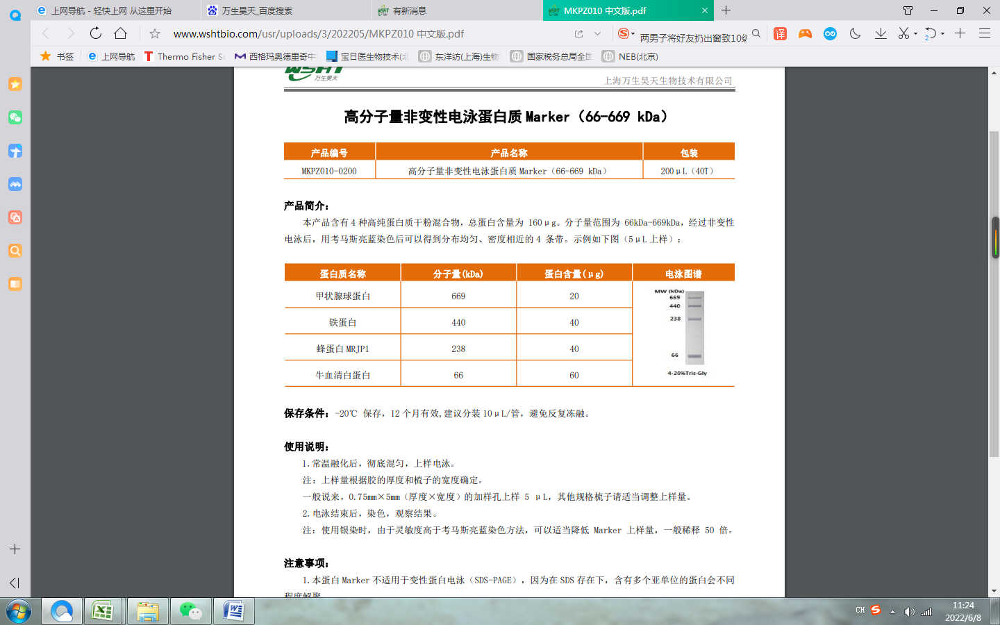 上网导航 - 轻快上网 从这里开始
万生昊天_百度搜索
有新消息
MKPZ010 中文版.pdf
www.wshtbio.com/usr/uploads/3/202205/MKPZ010 中文版.pdf
两男子将好友扔出窗致10级
译
书签
上网导航
Thermo Fisher Sc
西格玛奥德里奇中
宝日医生物技术(北
东洋纺(上海)生物
国家税务总局全国
NEB(北京)
WSHT
万生昊天
上海万生昊天生物技术有限公司
高分子量非变性电泳蛋白质 Marker（66-669 kDa）
产品编号 产品名称 包装
MKPZ010-0200 高分子量非变性电泳蛋白质 Marker（66-669 kDa） 200μL（40T）
产品简介：
本产品含有 4 种高纯蛋白质干粉混合物，总蛋白含量为 160μg。分子量范围为 66kDa-669kDa，经过非变性
电泳后，用考马斯亮蓝染色后可以得到分布均匀、密度相近的 4 条带。示例如下图（5μL 上样）：
蛋白质名称 分子量(kDa) 蛋白含量(μg) 电泳图谱
甲状腺球蛋白 669 20
铁蛋白 440 40
蜂蛋白 MRJP1 238 40
牛血清白蛋白 66 60
MW (kDa)
669
440
238
66
4-20%Tris-Gly
保存条件：-20℃ 保存，12 个月有效,建议分装 10μL/管，避免反复冻融。
使用说明：
1.常温融化后，彻底混匀，上样电泳。
注：上样量根据胶的厚度和梳子的宽度确定。
一般说来，0.75mm×5mm（厚度×宽度）的加样孔上样 5 μL，其他规格梳子请适当调整上样量。
2.电泳结束后，染色，观察结果。
注：使用银染时，由于灵敏度高于考马斯亮蓝染色方法，可以适当降低 Marker 上样量，一般稀释 50 倍。
注意事项：
1.本蛋白 Marker 不适用于变性蛋白电泳（SDS-PAGE），因为在 SDS 存在下，含有多个亚单位的蛋白会不同
程度解聚
CH
11:24
2022/6/8